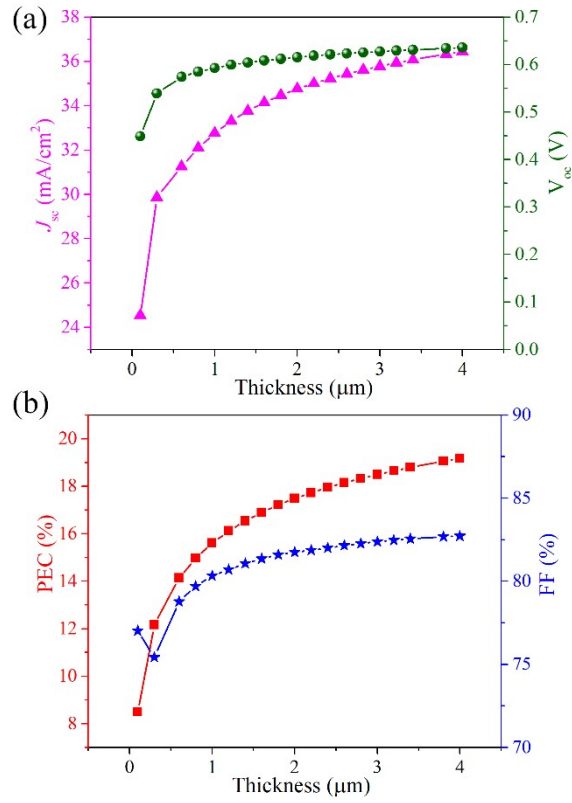 (a)
38
36
34
32
30
28
26
24
J_sc (mA/cm²)
0.7
0.6
0.5
0.4
0.3
0.2
0.1
0.0
V_oc (V)
0 1 2 3 4
Thickness (μm)
(b)
20
18
16
14
12
10
8
PEC (%)
90
85
80
75
70
FF (%)
0 1 2 3 4
Thickness (μm)